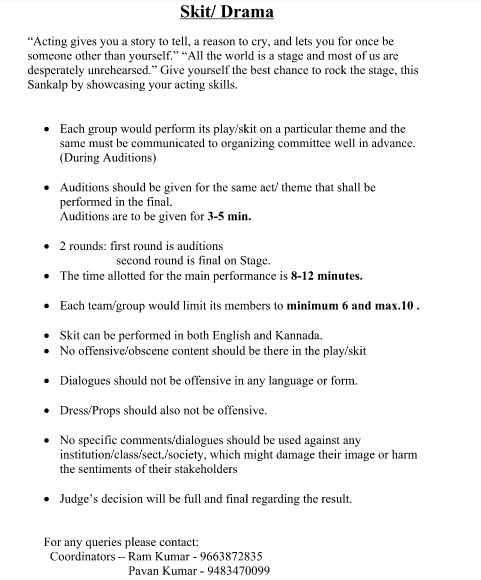 Skit/ Drama
“Acting gives you a story to tell, a reason to cry, and lets you for once be
someone other than yourself.” “All the world is a stage and most of us are
desperately unrehearsed.” Give yourself the best chance to rock the stage, this
Sankalp by showcasing your acting skills.
• Each group would perform its play/skit on a particular theme and the
same must be communicated to organizing committee well in advance.
(During Auditions)
• Auditions should be given for the same act/ theme that shall be
performed in the final.
Auditions are to be given for 3-5 min.
• 2 rounds: first round is auditions
second round is final on Stage.
• The time allotted for the main performance is 8-12 minutes.
• Each team/group would limit its members to minimum 6 and max.10 .
• Skit can be performed in both English and Kannada.
• No offensive/obscene content should be there in the play/skit
• Dialogues should not be offensive in any language or form.
• Dress/Props should also not be offensive.
• No specific comments/dialogues should be used against any
institution/class/sect./society, which might damage their image or harm
the sentiments of their stakeholders
• Judge’s decision will be full and final regarding the result.
For any queries please contact:
Coordinators – Ram Kumar - 9663872835
Pavan Kumar - 9483470099